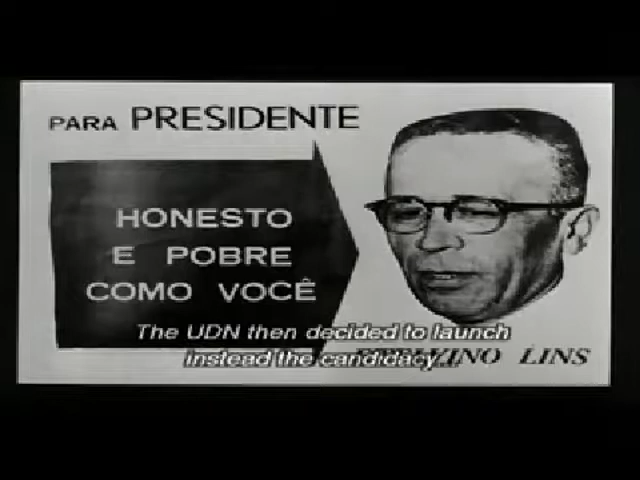 PARA PRESIDENTE
HONESTO
E POBRE
COMO VOCÊ
The UDN then decided to launch
instead the candidacy...
LINS